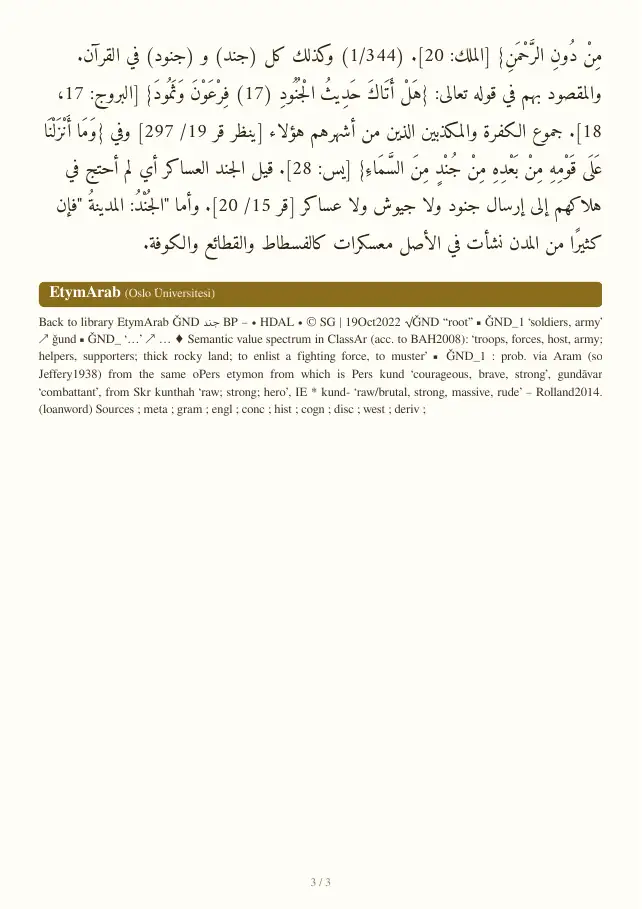 مِنْ دُونِ الرَّحْمَنِ} [الملك: 20]. (1/344) وكذلك كل (جند) و (جنود) في القرآن.
والمقصود بهم في قوله تعالى: {هَلْ أَتَاكَ حَدِيثُ الْجُنُودِ (17) فِرْعَوْنَ وَثَمُودَ} [البروج: 17،
18]. جموع الكفرة والمكذبين الذين من أشهرهم هؤلاء [ينظر قر 19/ 297] وفي {وَمَا أَنْزَلْنَا
عَلَى قَوْمِهِ مِنْ بَعْدِهِ مِنْ جُنْدٍ مِنَ السَّمَاءِ} [يس: 28]. قيل الجند العساكر أي لم أحتج في
هلاكهم إلى إرسال جنود ولا جيوش ولا عساكر [قر 15/ 20]. وأما "الجُنْدُ: المدينةُ "فإن
كثيرًا من المدن نشأت في الأصل معسكرات كالفسطاط والقطائع والكوفة.
EtymArab (Oslo Üniversitesi)
Back to library EtymArab ǦND جند BP – • HDAL • © SG | 19Oct2022 √ǦND “root” ▪ ǦND_1 ‘soldiers, army’
↗ ǧund ▪ ǦND_ ‘…’ ↗ … ♦ Semantic value spectrum in ClassAr (acc. to BAH2008): ‘troops, forces, host, army;
helpers, supporters; thick rocky land; to enlist a fighting force, to muster’ ▪ ǦND_1 : prob. via Aram (so
Jeffery1938) from the same oPers etymon from which is Pers kund ‘courageous, brave, strong’, gundāvar
‘combattant’, from Skr kunthah ‘raw; strong; hero’, IE * kund- ‘raw/brutal, strong, massive, rude’ – Rolland2014.
(loanword) Sources ; meta ; gram ; engl ; conc ; hist ; cogn ; disc ; west ; deriv ;
3 / 3